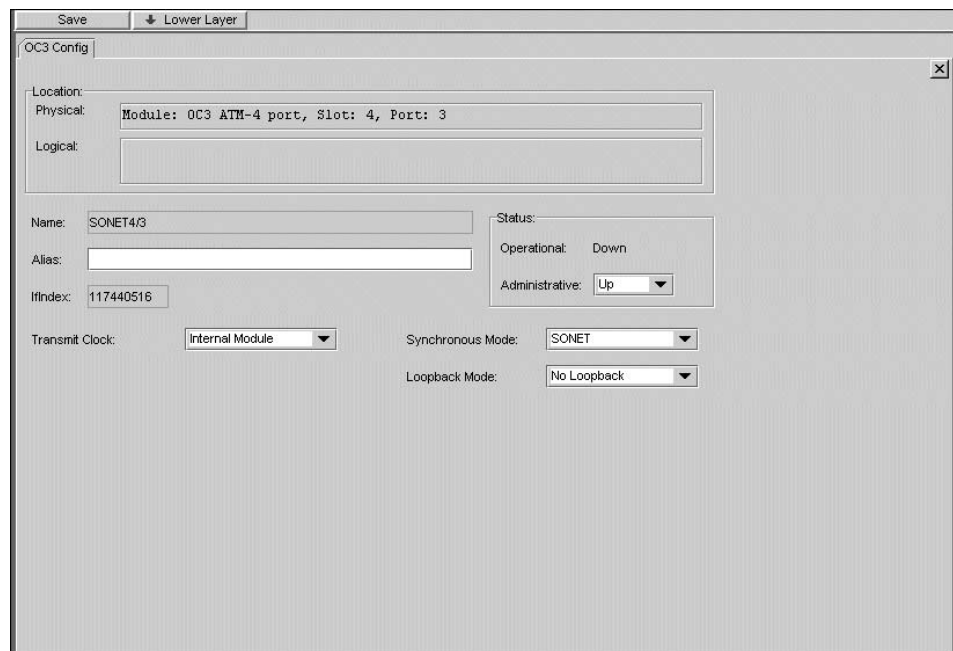 Save Lower Layer
OC3 Config
Location:
Physical: Module: OC3 ATM-4 port, Slot: 4, Port: 3
Logical:
Name: SONET4/3
Status:
Operational: Down
Alias:
Administrative: Up
IfIndex: 117440516
Transmit Clock: Internal Module Synchronous Mode: SONET
Loopback Mode: No Loopback